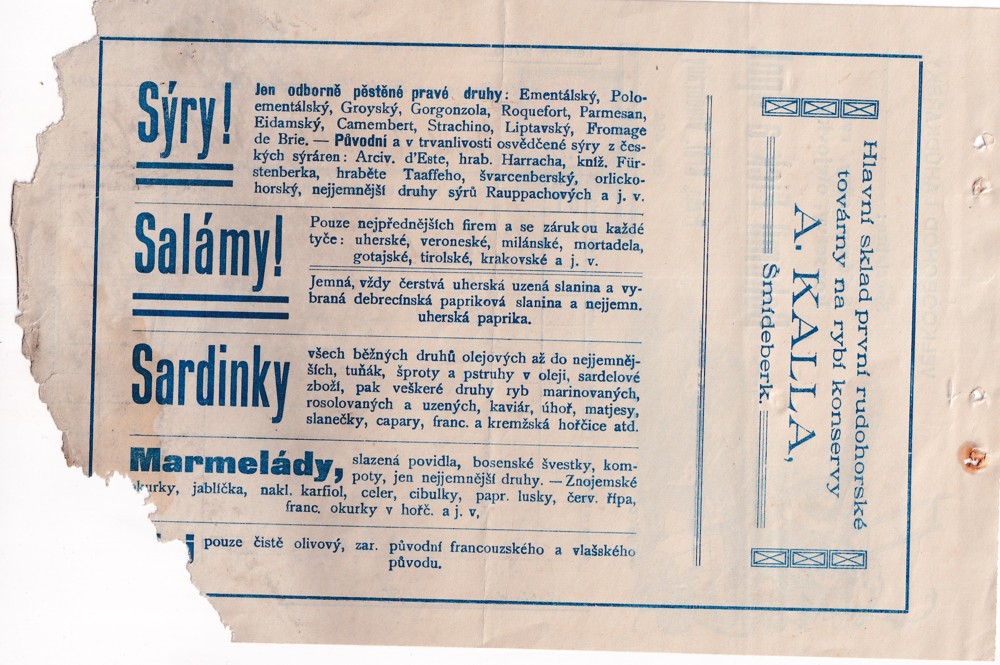 Sýry!
Jen odborně pěstěné pravé druhy: Ementálský, Polo-
ementálský, Groyský, Gorgonzola, Roquefort, Parmesan,
Eidamský, Camembert, Strachino, Liptavský, Fromage
de Brie. — Původní a v trvanlivosti osvědčené sýry z čes-
kých sýráren: Arciv. d'Este, hrab. Harracha, kníž. Für-
stenberka, hraběte Taaffeho, švarcenberský, orlicko-
horský, nejjemnější druhy sýrů Rauppachových a j. v.
Salámy!
Pouze nejpřednějších firem a se zárukou každé
tyče: uherské, veroneské, milánské, mortadela,
gotajské, tirolské, krakovské a j. v.
Jemná, vždy čerstvá uherská uzená slanina a vy-
braná debrecínská papriková slanina a nejjemn.
uherská paprika.
Sardinky
všech běžných druhů olejových až do nejjemněj-
ších, tuňák, šproty a pstruhy v oleji, sardelové
zboží, pak veškeré druhy ryb marinovaných,
rosolovaných a uzených, kaviár, úhoř, matjesy,
slanečky, capary, franc. a kremžská hořčice atd.
Marmelády, slazená povidla, bosenské švestky, kom-
poty, jen nejjemnější druhy. — Znojemské
okurky, jablíčka, nakl. karfiol, celer, cibulky, papr. lusky, červ. řípa,
franc. okurky v hořč. a j. v,
pouze čistě olivový, zar. původní francouzského a vlašského
původu.
Hlavní sklad první rudohorské
továrny na rybí konservy
A. KALLA,
Šmídeberk.